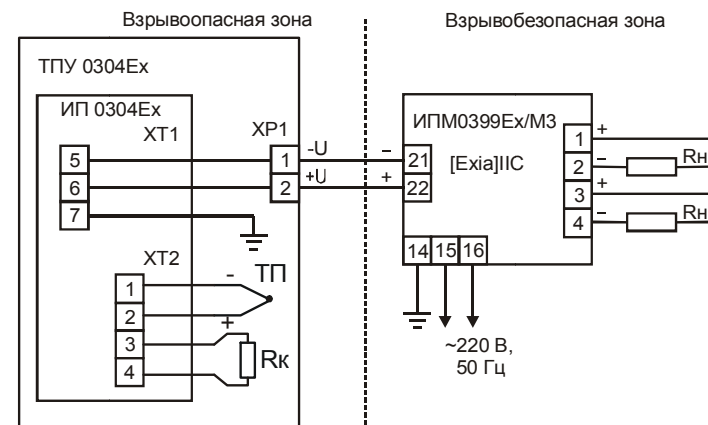 Взрывоопасная зона
Взрывобезопасная зона
ТПУ 0304Ex
ИП 0304Ex
XT1
XP1
5
6
7
1
2
-U
+U
–
+
21
22
ИПМ0399Ex/M3
[Exia]IIC
1
2
3
4
+
–
+
–
Rн
Rн
14
15
16
~220 В,
50 Гц
XT2
1
2
3
4
-
+
ТП
Rк